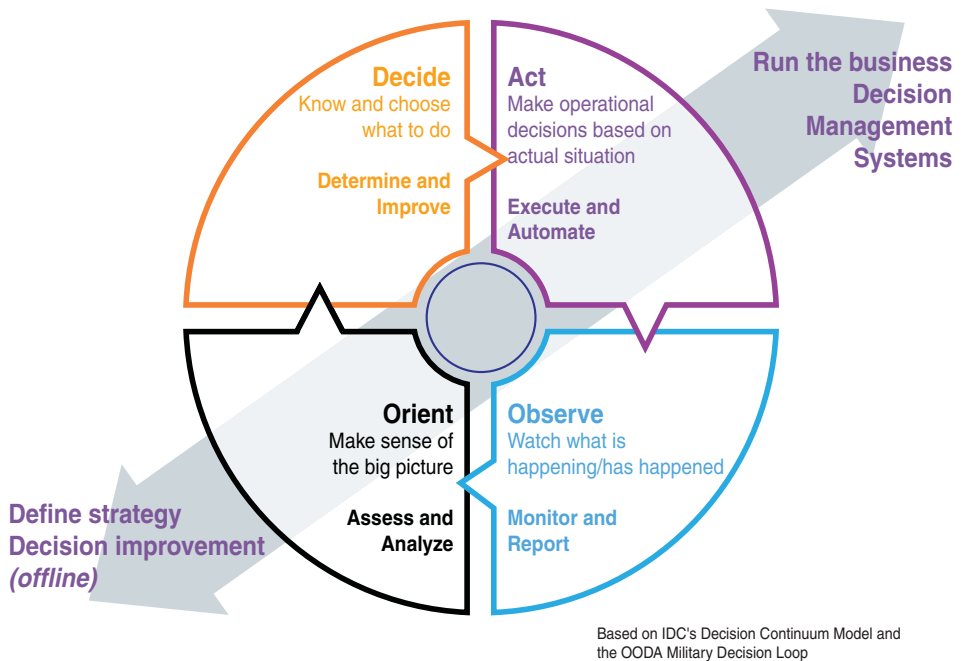 Decide
Know and choose
what to do
Determine and
Improve
Act
Make operational
decisions based on
actual situation
Execute and
Automate
Run the business
Decision
Management
Systems
Orient
Make sense of
the big picture
Assess and
Analyze
Observe
Watch what is
happening/has happened
Monitor and
Report
Define strategy
Decision improvement
(offline)
Based on IDC's Decision Continuum Model and
the OODA Military Decision Loop